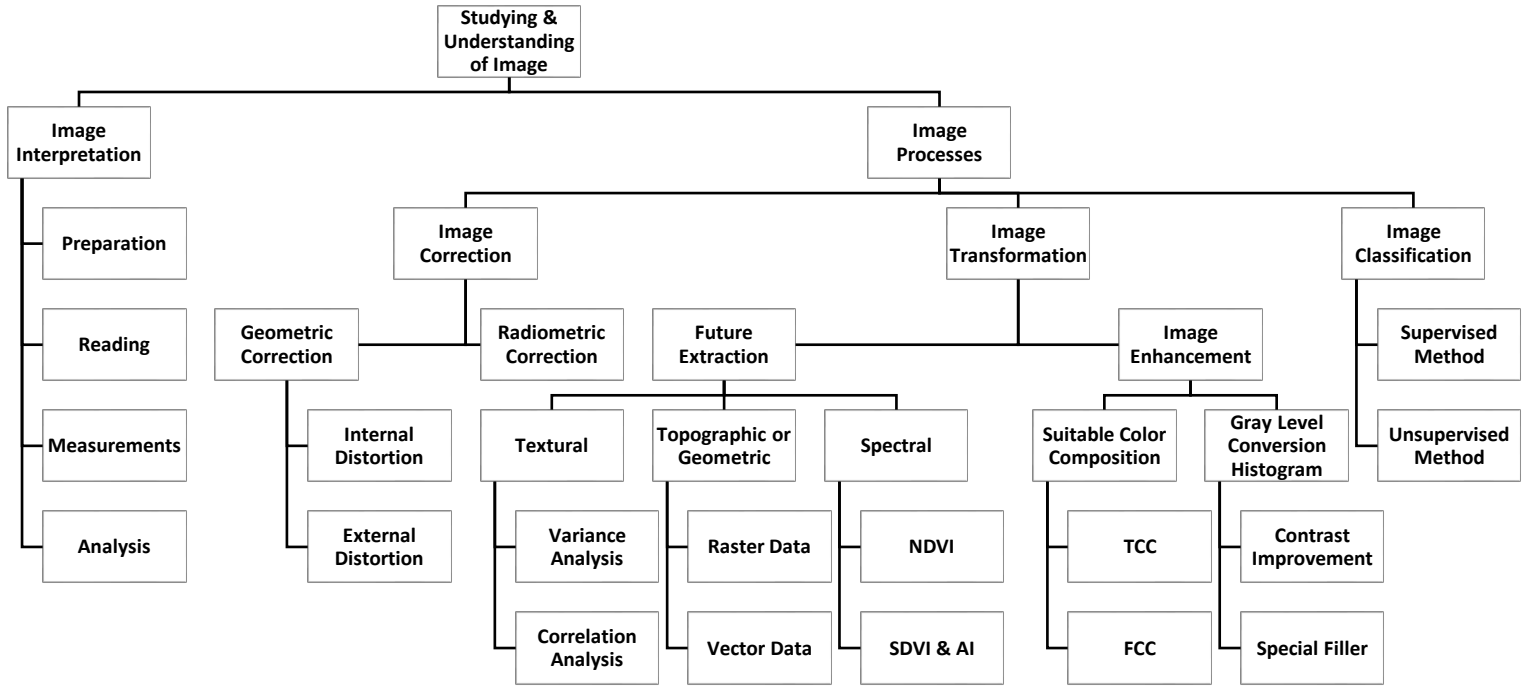 Studying &
Understanding
of Image
Image
Interpretation
Image
Processes
Preparation
Reading
Measurements
Analysis
Image
Correction
Image
Transformation
Image
Classification
Geometric
Correction
Radiometric
Correction
Future
Extraction
Image
Enhancement
Supervised
Method
Unsupervised
Method
Internal
Distortion
External
Distortion
Textural
Topographic or
Geometric
Spectral
Suitable Color
Composition
Gray Level
Conversion
Histogram
Variance
Analysis
Correlation
Analysis
Raster Data
Vector Data
NDVI
SDVI & AI
TCC
FCC
Contrast
Improvement
Special Filler